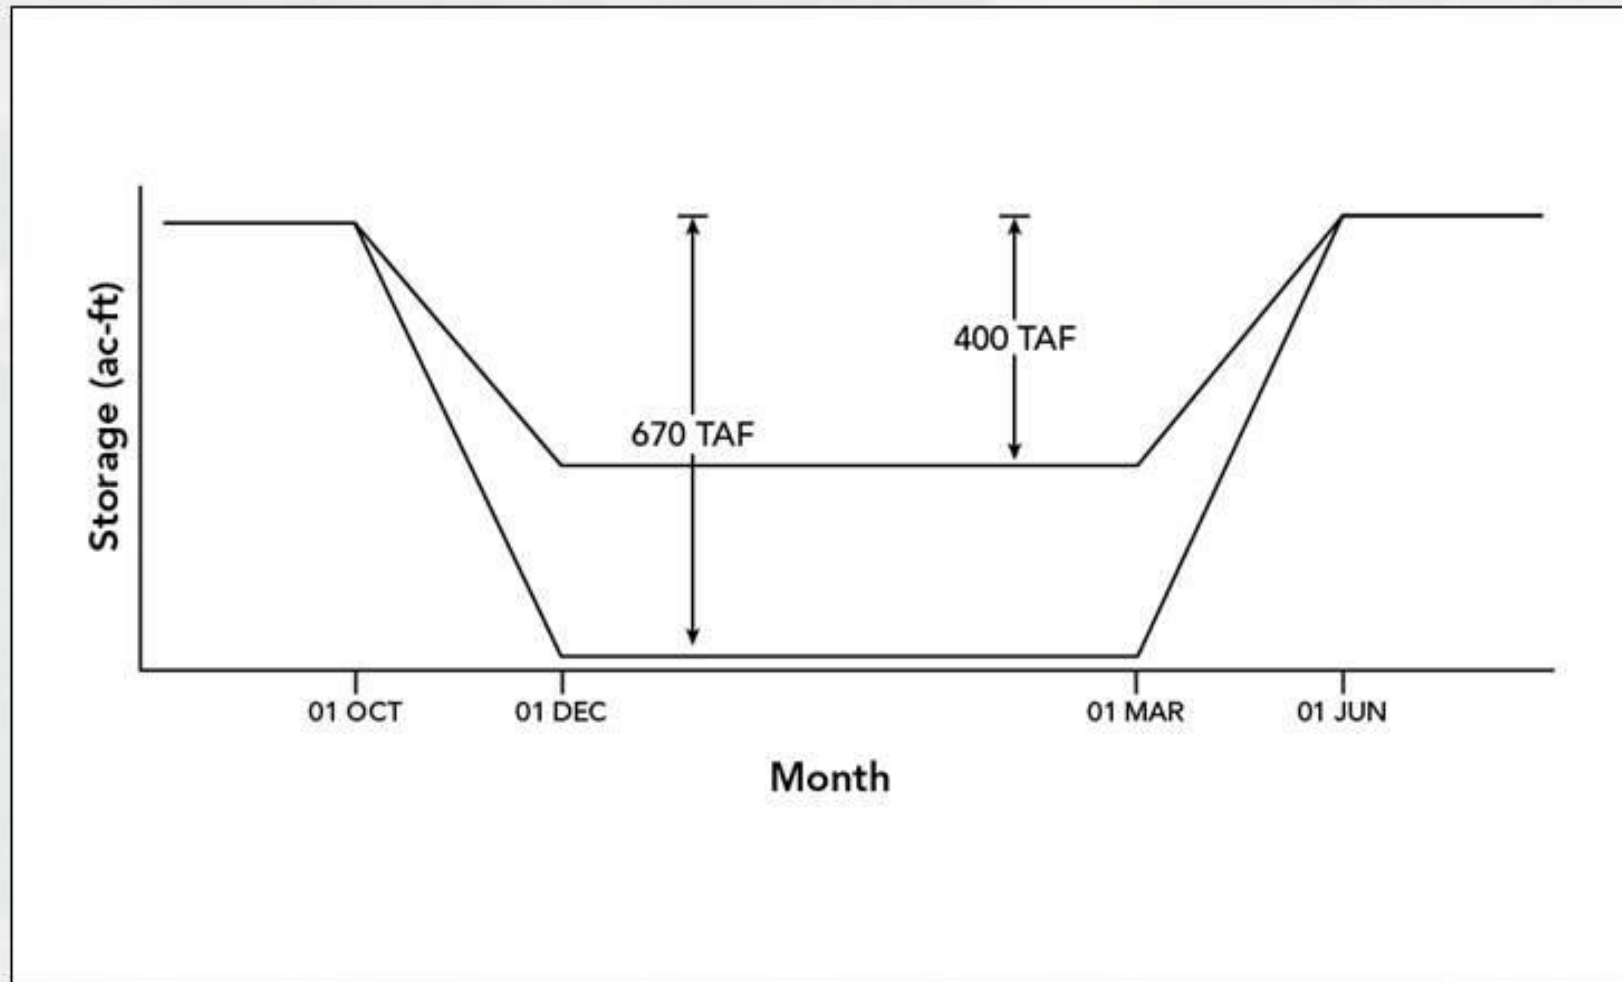 Storage (ac-ft)
400 TAF
670 TAF
01 OCT
01 DEC
01 MAR
01 JUN
Month